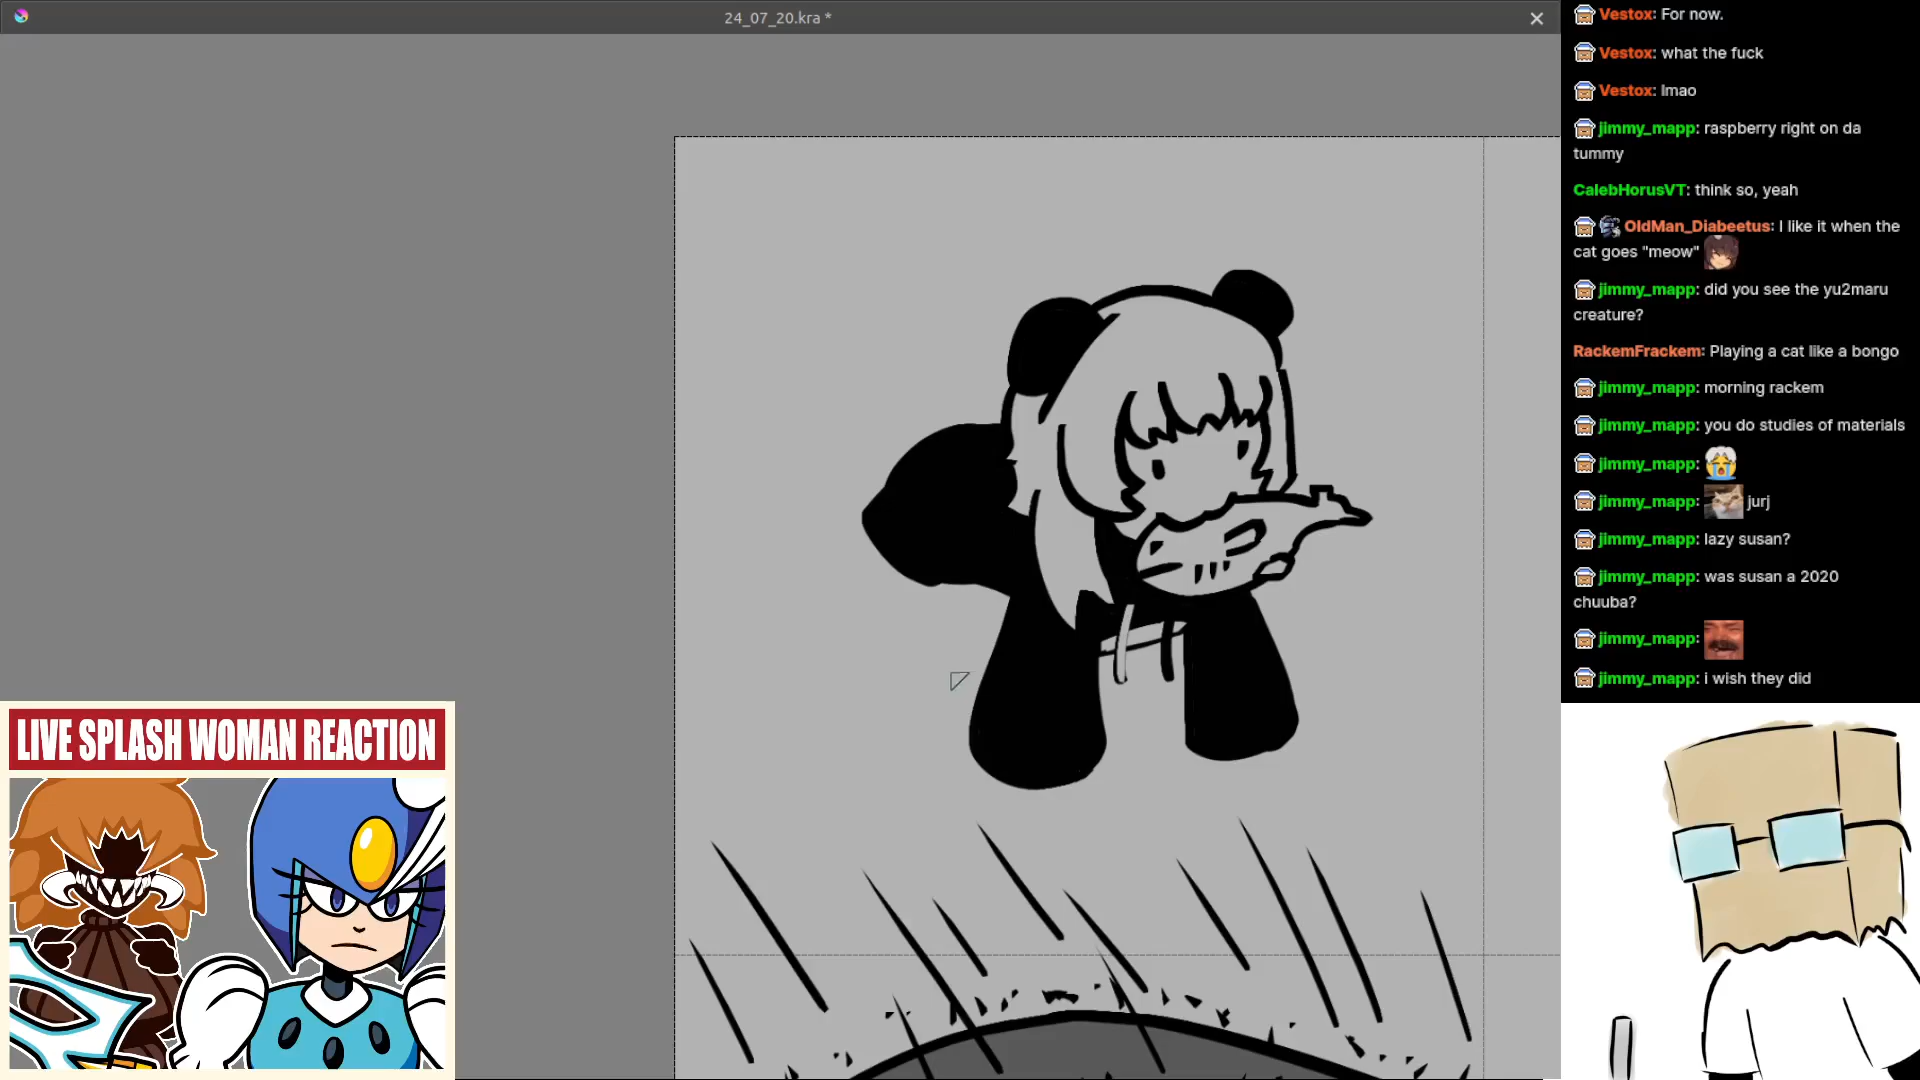 24_07_20.kra *
Vestox: For now.
Vestox: what the fuck
Vestox: lmao
jimmy_mapp: raspberry right on da
tummy
CalebHorusVT: think so, yeah
OldMan_Diabeetus: I like it when the
cat goes "meow"
jimmy_mapp: did you see the yu2maru
creature?
RackemFrackem: Playing a cat like a bongo
jimmy_mapp: morning rackem
jimmy_mapp: you do studies of materials
jimmy_mapp:
jimmy_mapp: jurj
jimmy_mapp: lazy susan?
jimmy_mapp: was susan a 2020
chuuba?
jimmy_mapp:
jimmy_mapp: i wish they did
LIVE SPLASH WOMAN REACTION